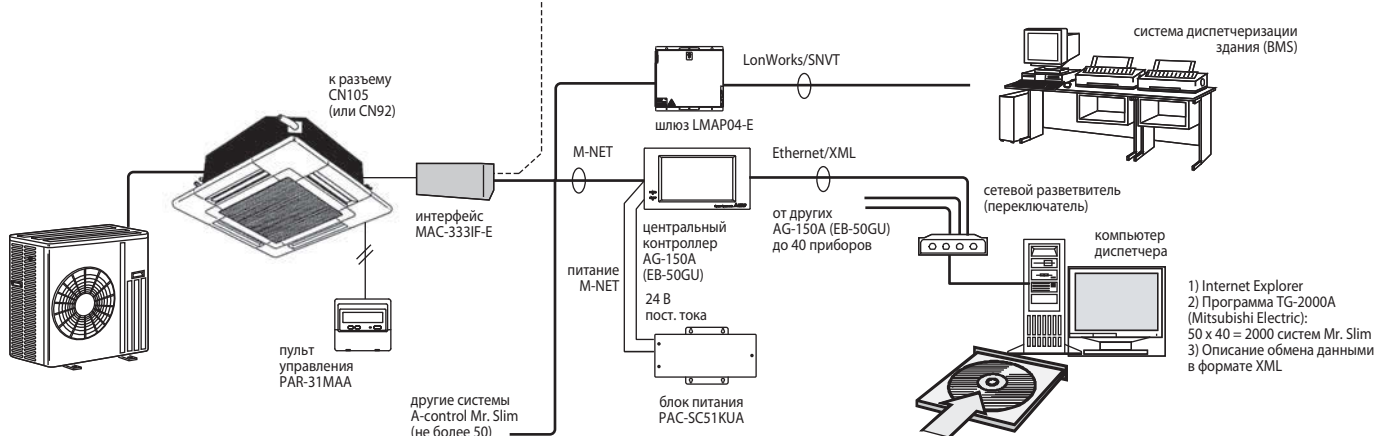 система диспетчеризации
здания (BMS)
LonWorks/SNVT
к разъему
CN105
(или CN92)
шлюз LMAP04-E
M-NET
Ethernet/XML
сетевой разветвитель
(переключатель)
интерфейс
MAC-333IF-E
центральный
контроллер
AG-150A
(EB-50GU)
от других
AG-150A (EB-50GU)
до 40 приборов
компьютер
диспетчера
питание
M-NET
24 В
пост. тока
1) Internet Explorer
2) Программа TG-2000A
(Mitsubishi Electric):
50 x 40 = 2000 систем Mr. Slim
3) Описание обмена данными
в формате XML
пульт
управления
PAR-31MAA
другие системы
A-control Mr. Slim
(не более 50)
блок питания
PAC-SC51KUA